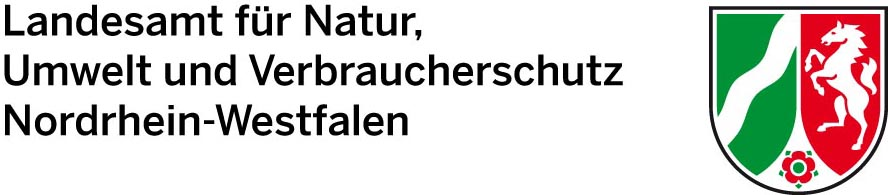 Landesamt für Natur,
Umwelt und Verbraucherschutz
Nordrhein-Westfalen